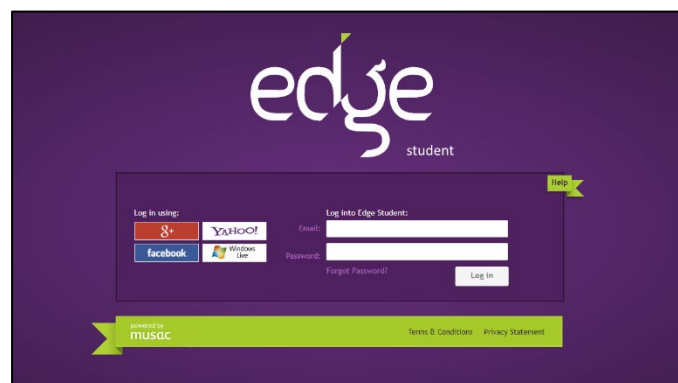 edge
student
Help
Log in using:
g+
YAHOO!
facebook
Windows
Live
Log into Edge Student:
Email:
Password:
Forgot Password?
Log in
powered by
musac
Terms & Conditions Privacy Statement